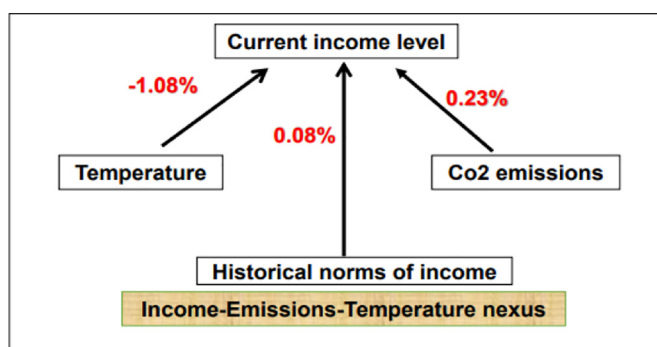 Current income level
-1.08%
0.23%
0.08%
Temperature
Co2 emissions
Historical norms of income
Income-Emissions-Temperature nexus